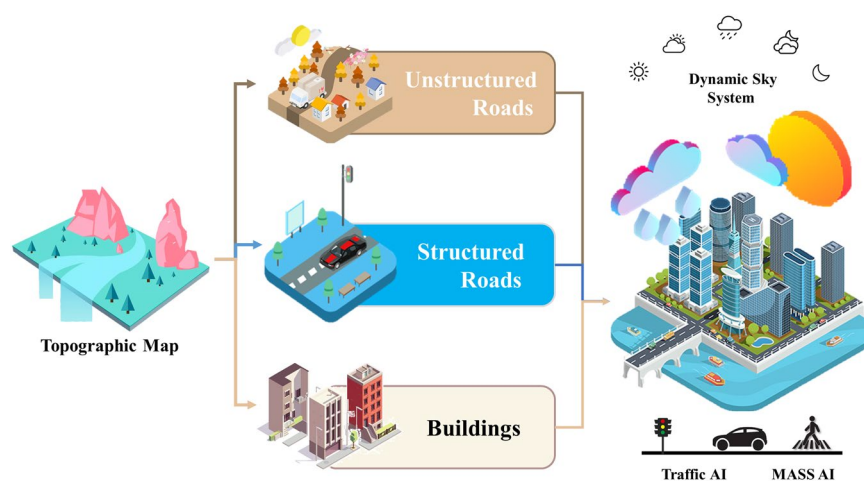 Unstructured
Roads
Dynamic Sky
System
Structured
Roads
Topographic Map
Buildings
Traffic AI
MASS AI